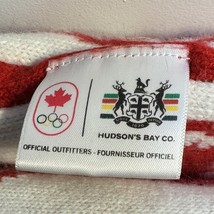 HUDSON'S BAY CO.
OFFICIAL OUTFITTERS - FOURNISSEUR OFFICIEL